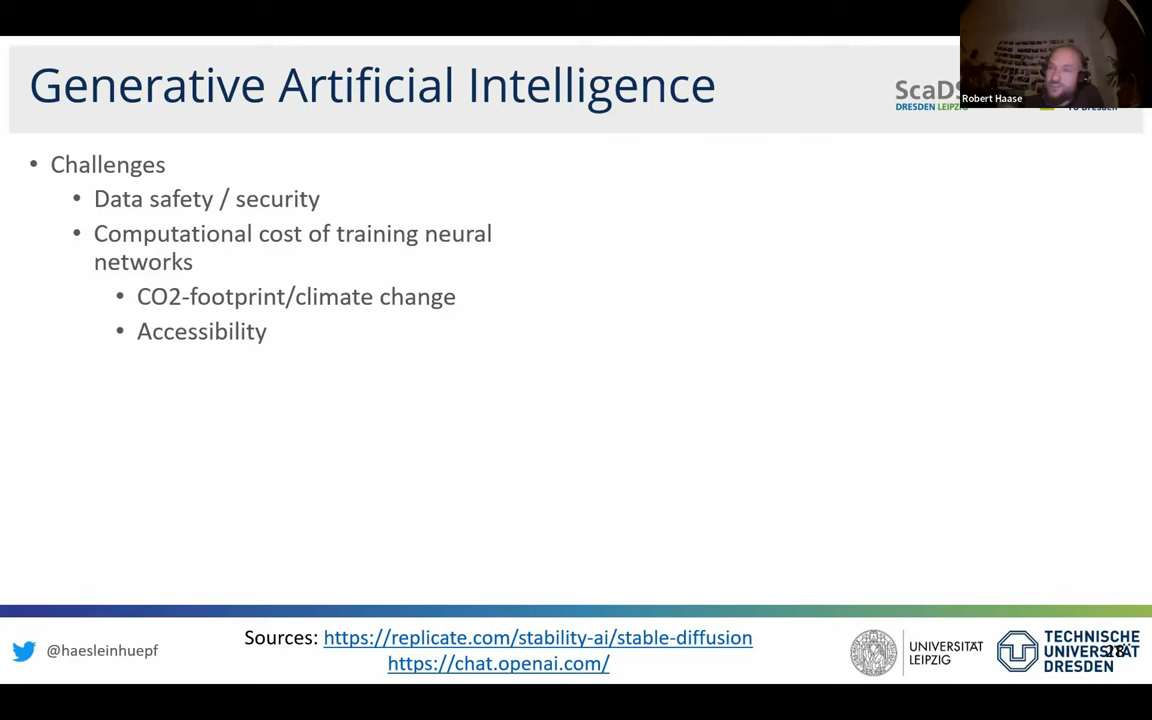 Generative Artificial Intelligence
ScaDS
DRESDEN LEIPZIG
Robert Haase
• Challenges
• Data safety / security
• Computational cost of training neural
networks
• CO2-footprint/climate change
• Accessibility
@haesleinhuepf
Sources: https://replicate.com/stability-ai/stable-diffusion
https://chat.openai.com/
UNIVERSITÄT
LEIPZIG
TECHNISCHE
UNIVERSITÄT
DRESDEN
28